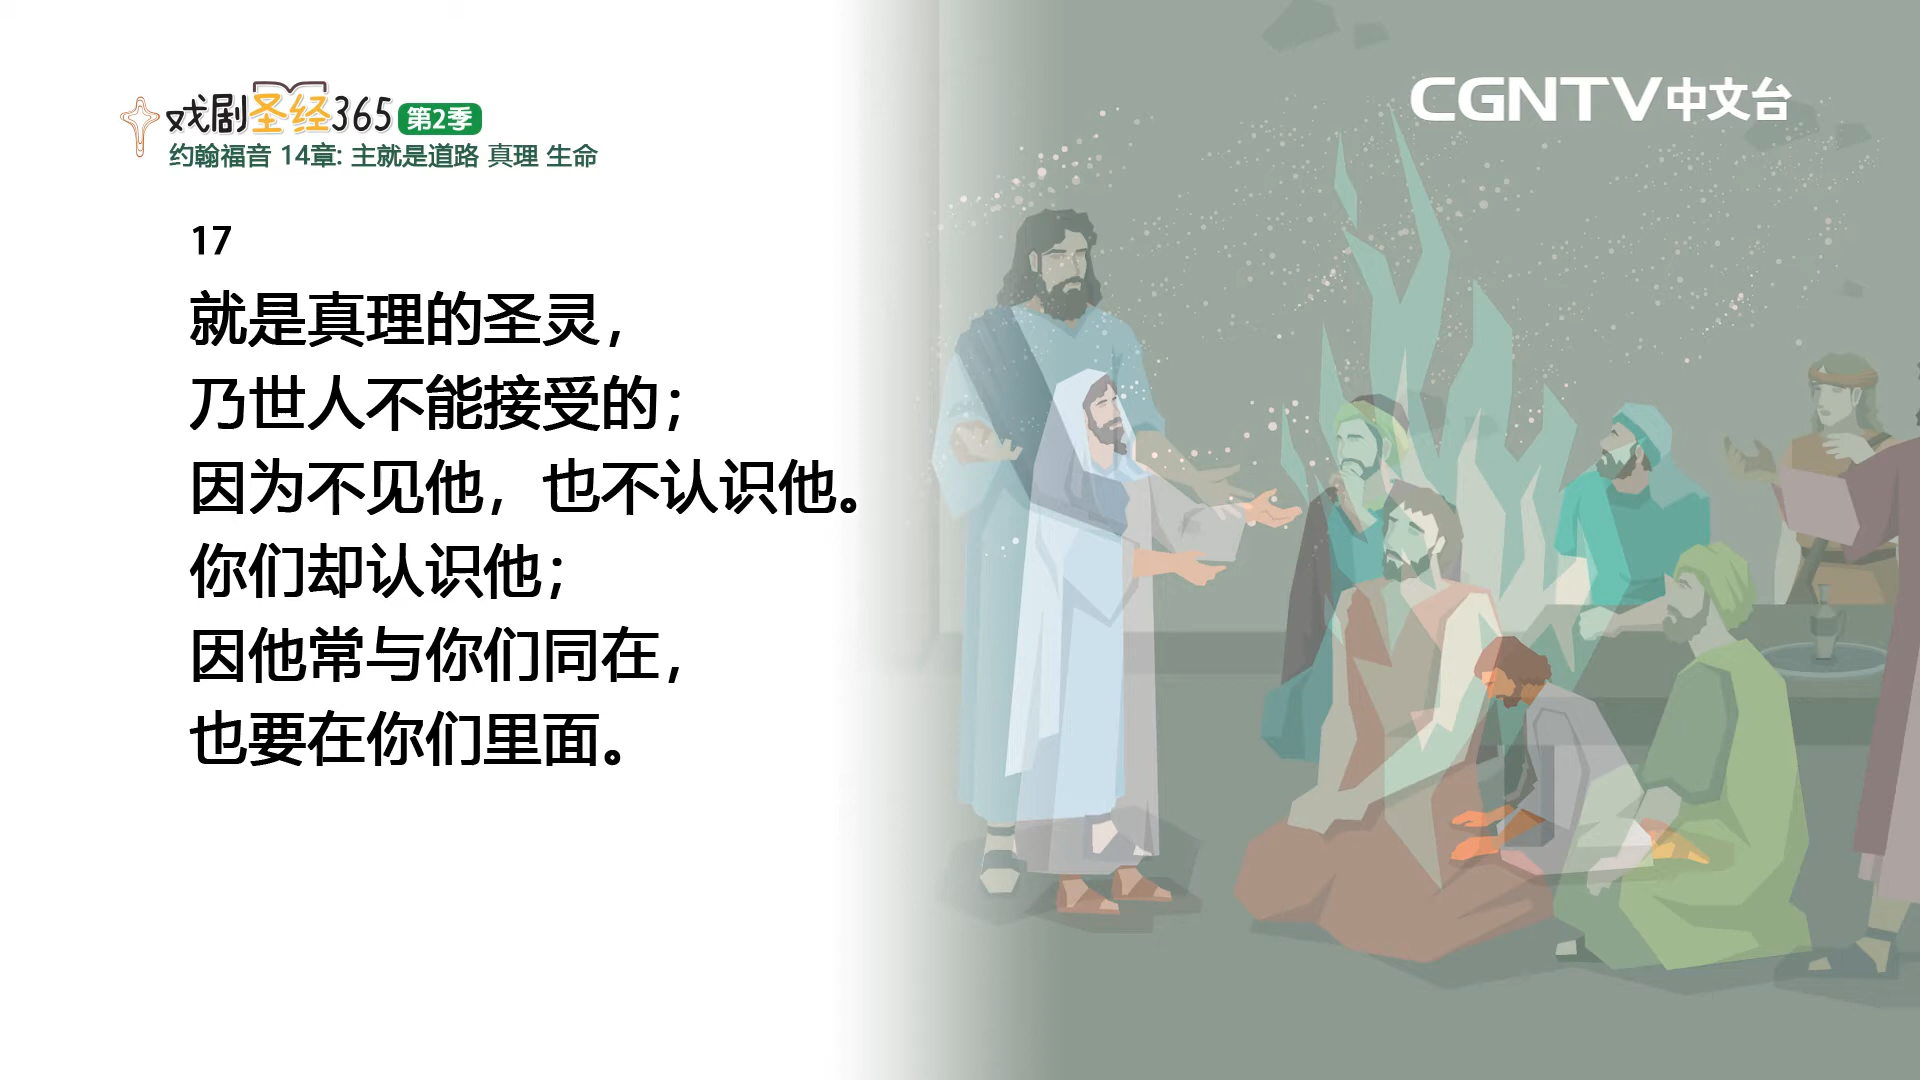 戏剧圣经365 第2季
CGNTV中文台
约翰福音 14章: 主就是道路 真理 生命
17
就是真理的圣灵，
乃世人不能接受的；
因为不见他，也不认识他。
你们却认识他；
因他常与你们同在，
也要在你们里面。